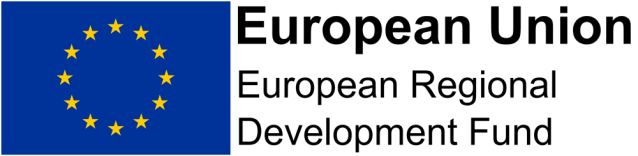 European Union
European Regional
Development Fund